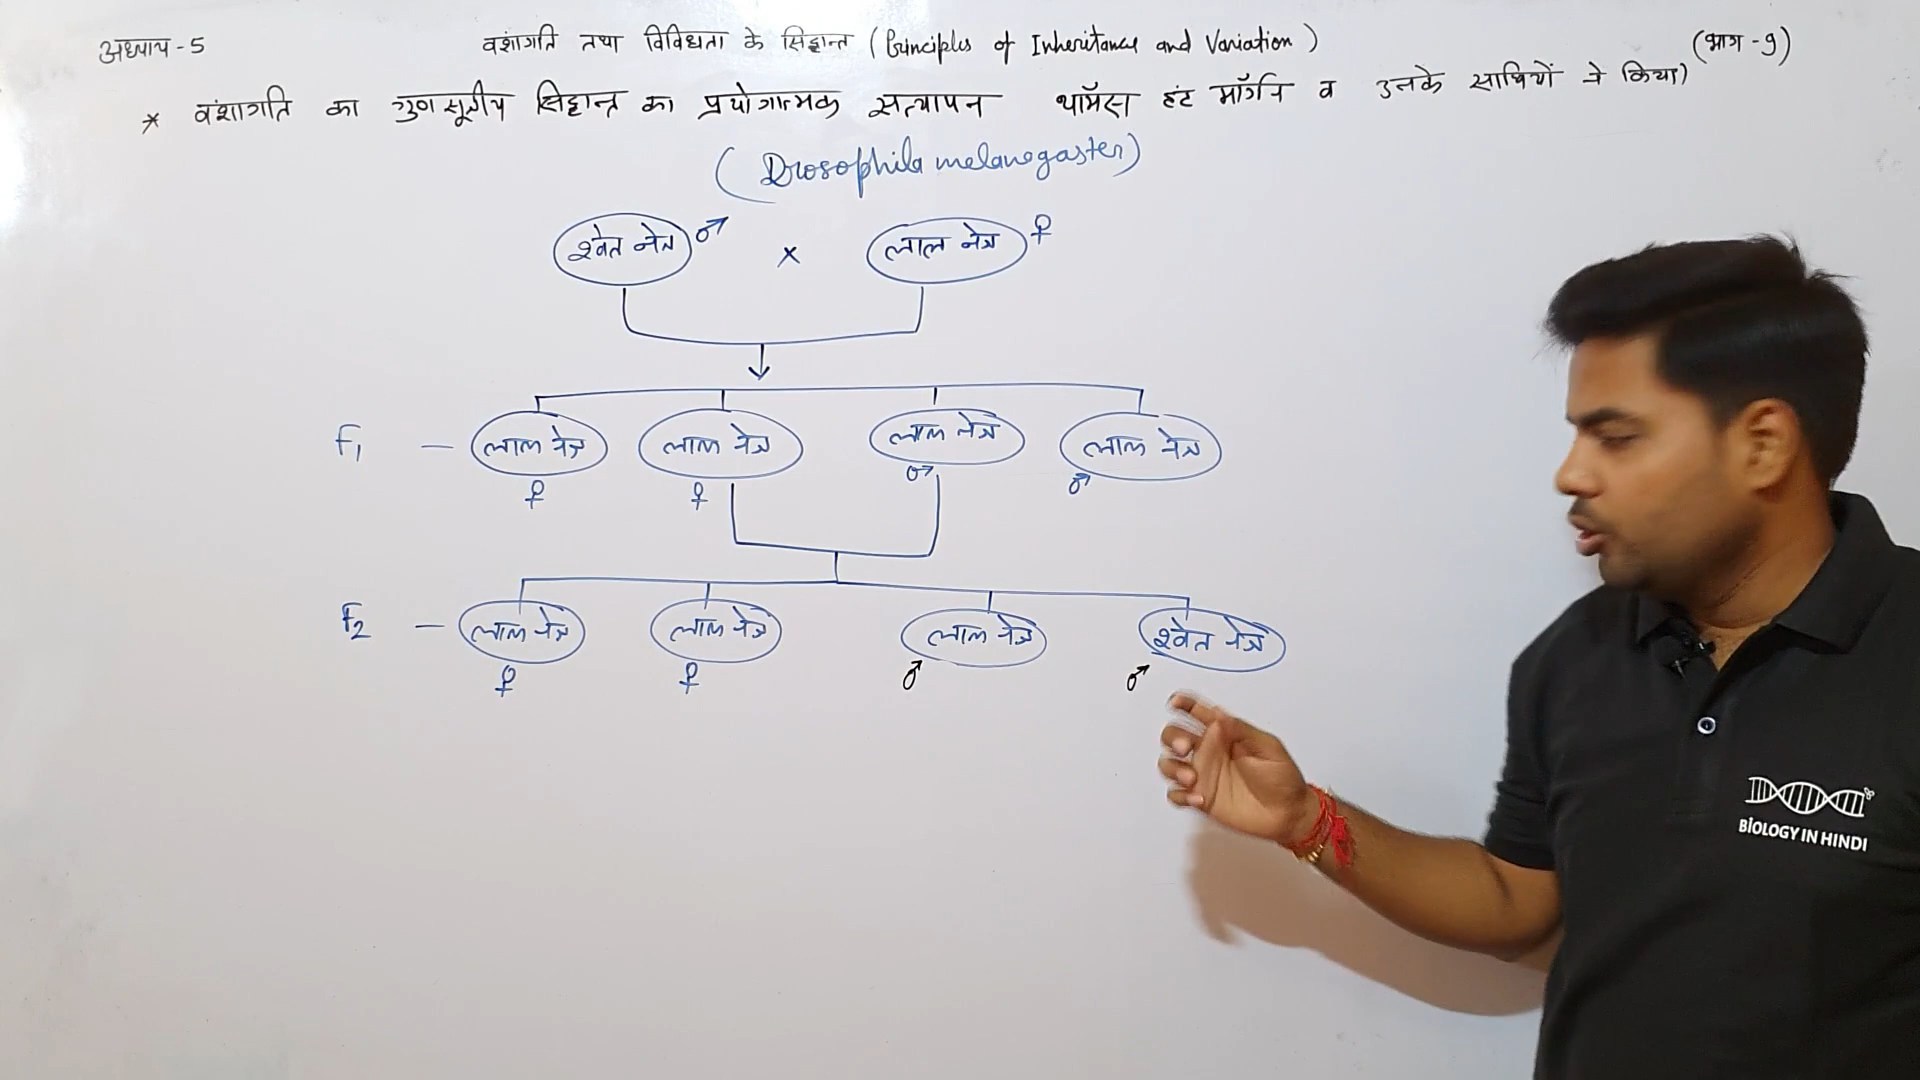 अध्याय - 5
वंशागति तथा विविधता के सिद्धान्त ( Principles of Inheritance and Variation )
(भाग - 9)
* वंशागति का गुणसूत्रीय सिद्धान्त का प्रयोगात्मक सत्यापन थॉमस हंट मॉर्गन व उनके साथियों ने किया)
( Drosophila melanogaster)
श्वेत नेत्र ♂ x लाल नेत्र ♀
F1 - लाल नेत्र लाल नेत्र लाल नेत्र लाल नेत्र
♀ ♀ ♂ ♂
F2 - लाल नेत्र लाल नेत्र लाल नेत्र श्वेत नेत्र
♀ ♀ ♂ ♂
BIOLOGY IN HINDI